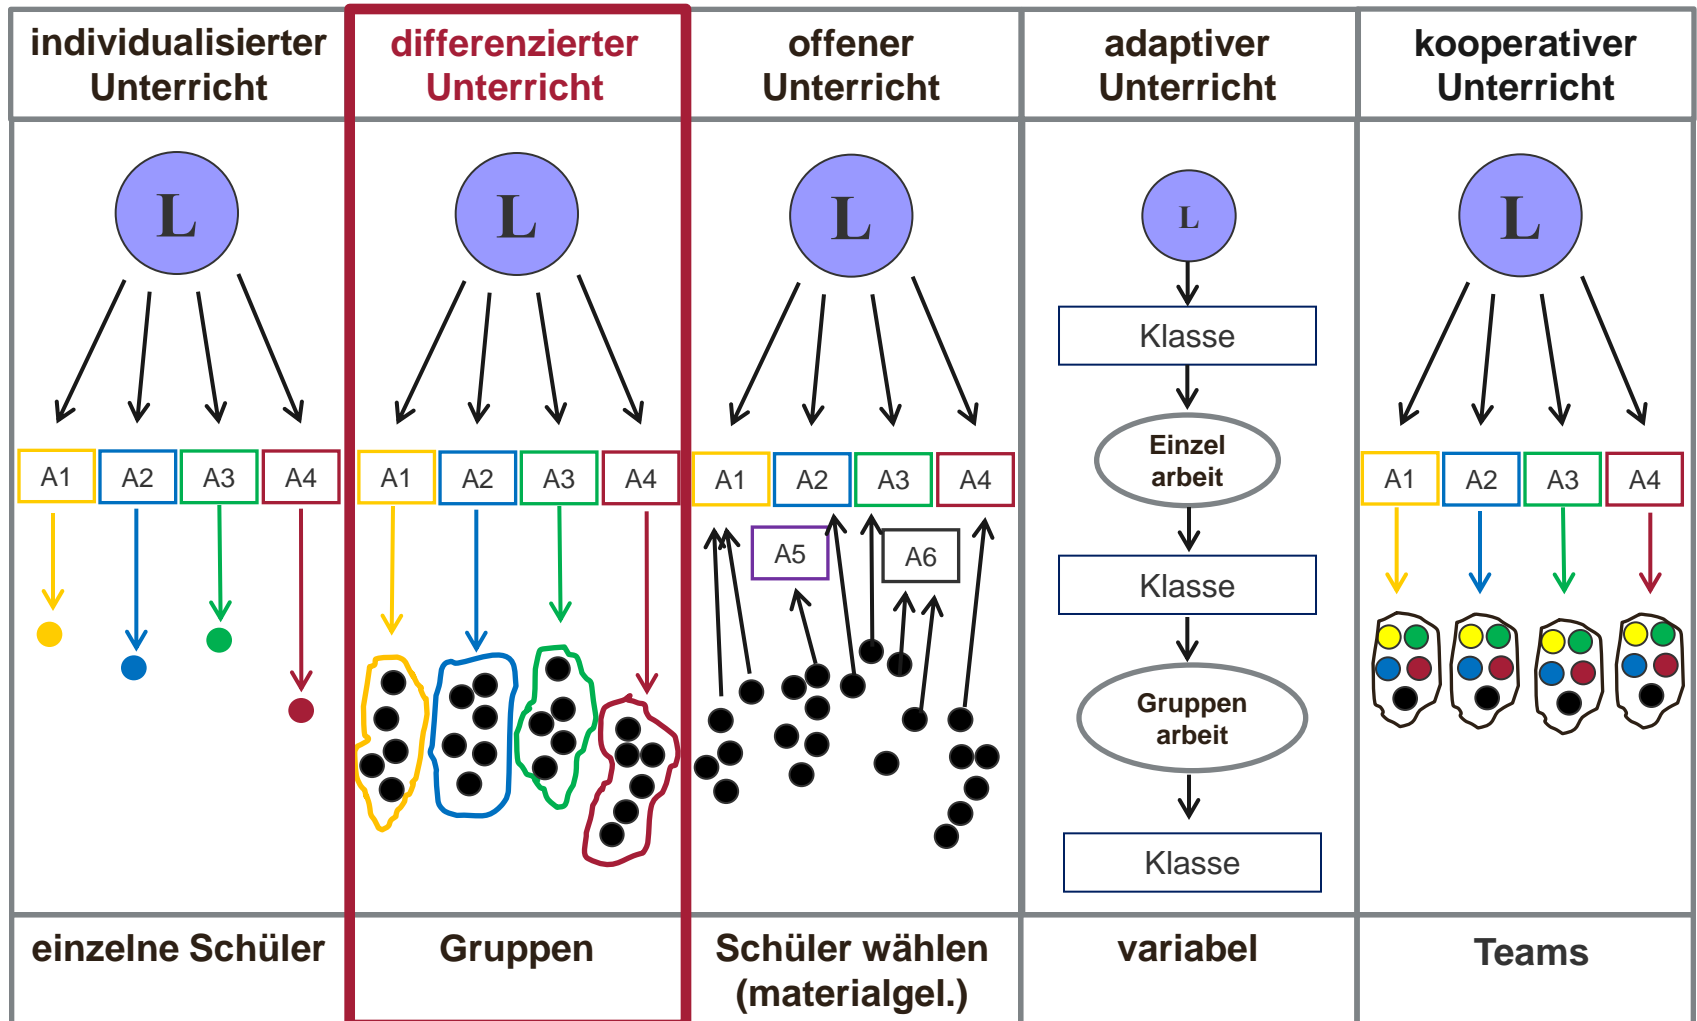 individualisierter
Unterricht
differenzierter
Unterricht
offener
Unterricht
adaptiver
Unterricht
kooperativer
Unterricht
L
A1
A2
A3
A4
L
A1
A2
A3
A4
L
A1
A2
A3
A4
A5
A6
L
Klasse
Einzel
arbeit
Klasse
Gruppen
arbeit
Klasse
L
A1
A2
A3
A4
einzelne Schüler
Gruppen
Schüler wählen
(materialgel.)
variabel
Teams